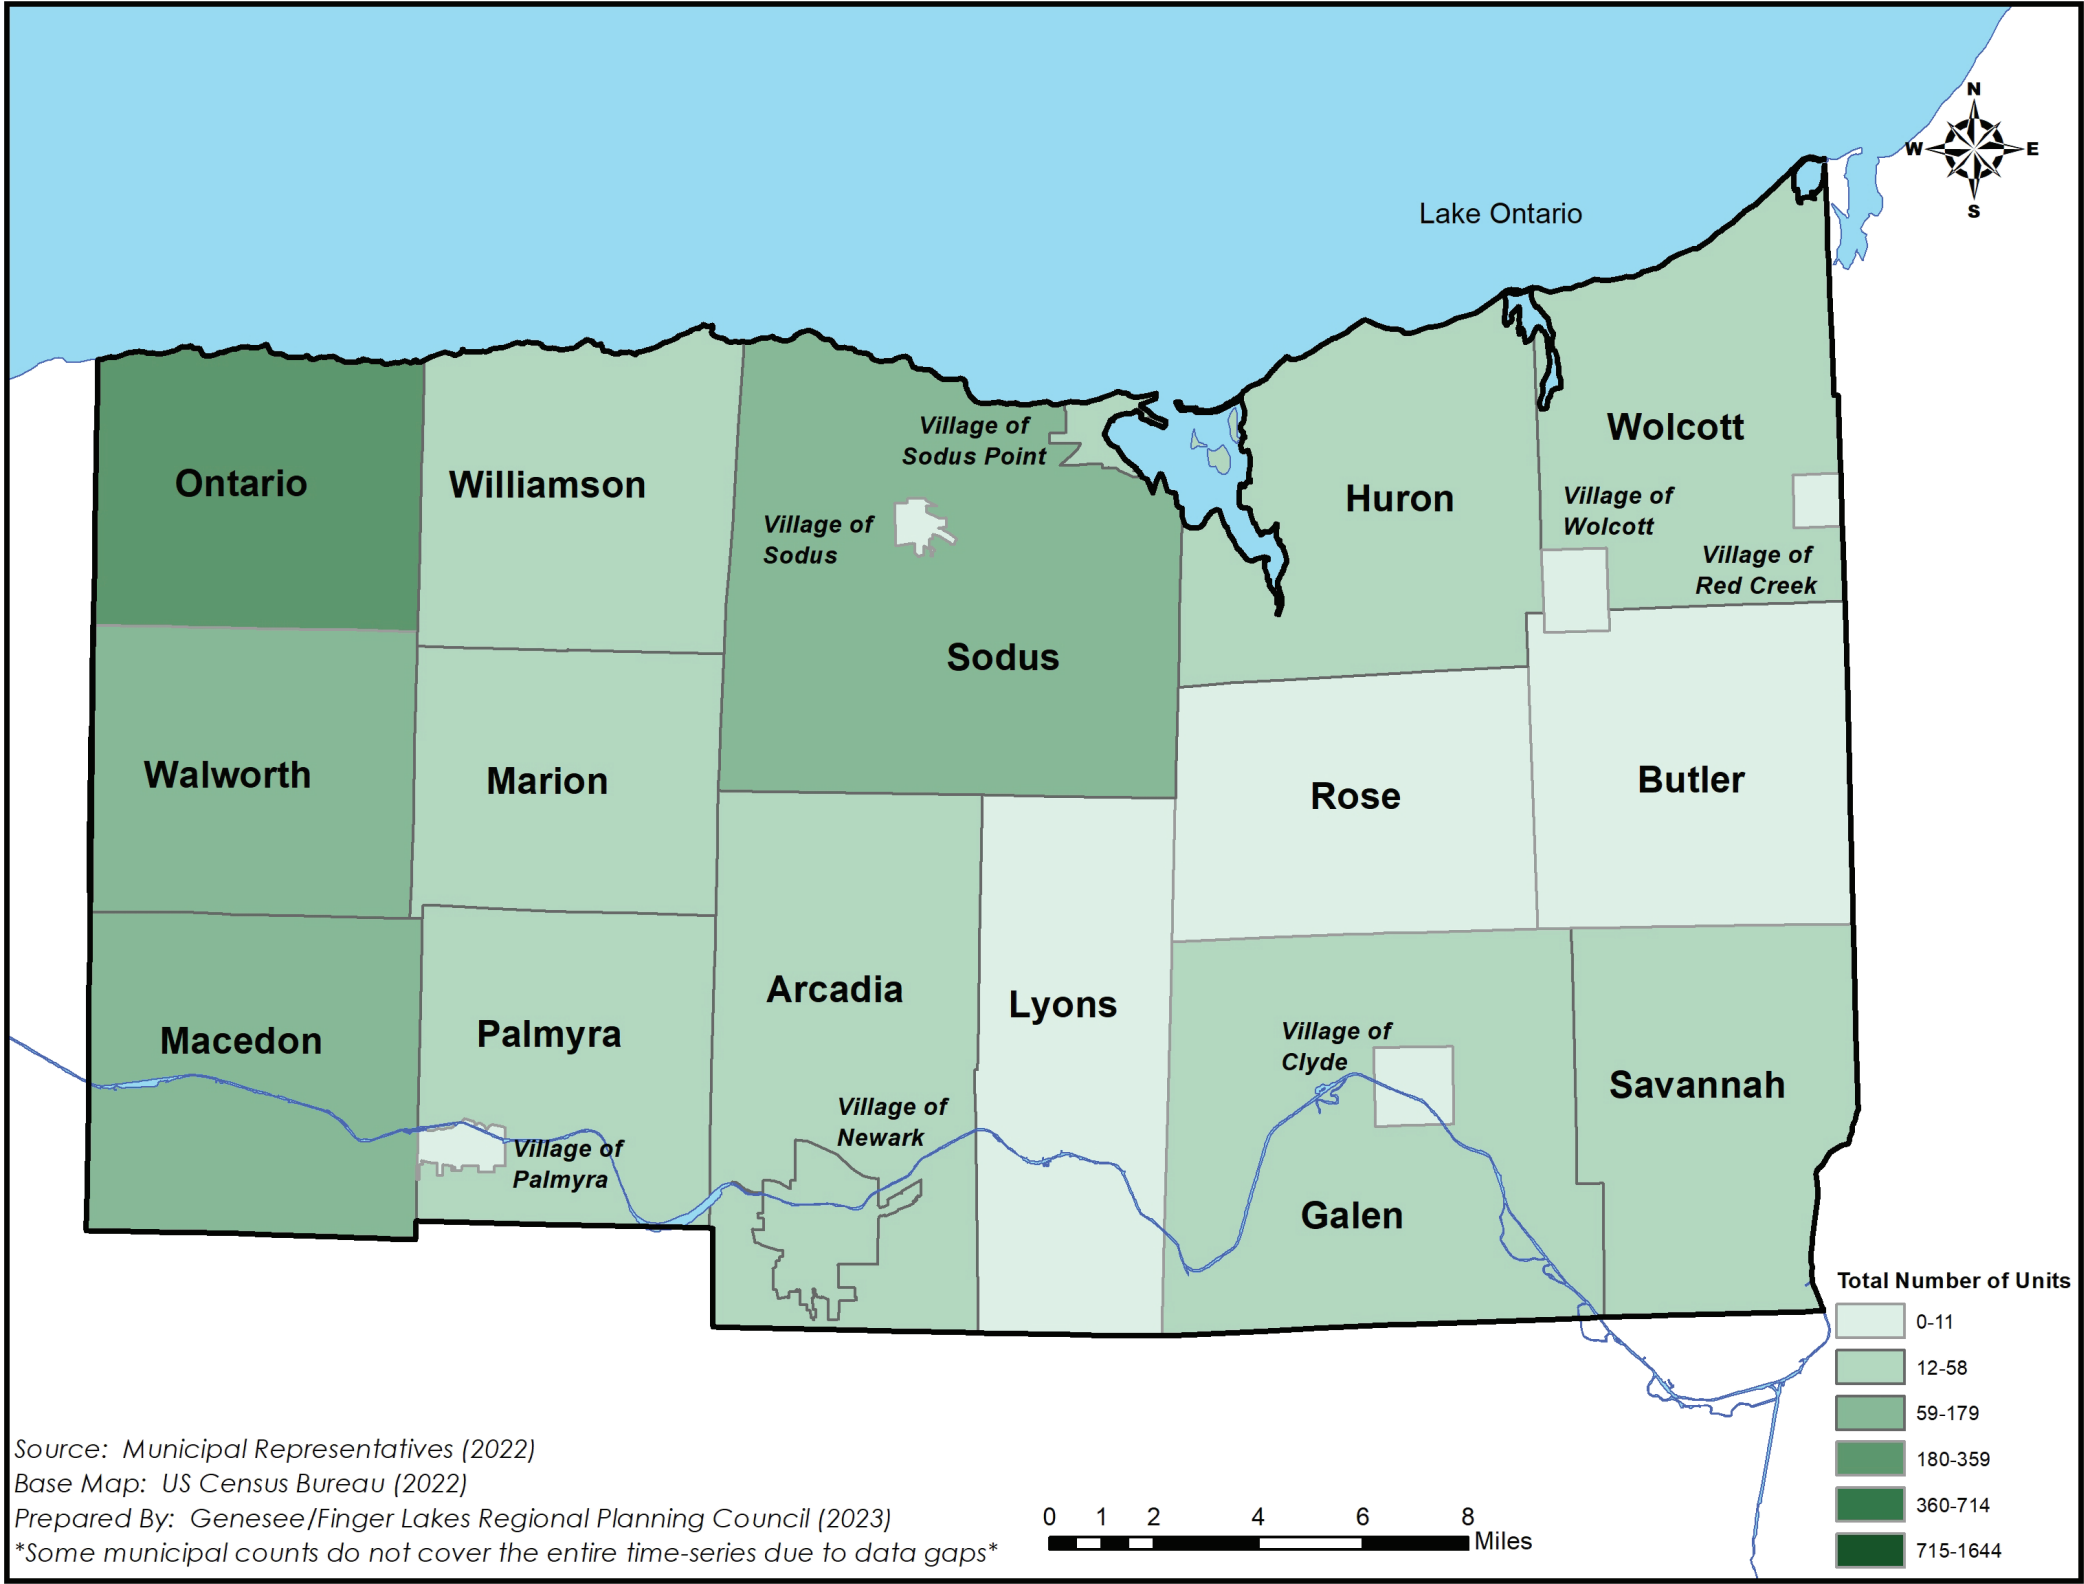 N
W E
S
Lake Ontario
Ontario
Williamson
Village of
Sodus Point
Village of
Sodus
Sodus
Huron
Wolcott
Village of
Wolcott
Village of
Red Creek
Walworth
Marion
Rose
Butler
Macedon
Palmyra
Village of
Palmyra
Arcadia
Village of
Newark
Lyons
Village of
Clyde
Galen
Savannah
Total Number of Units
0-11
12-58
59-179
180-359
360-714
715-1644
Source: Municipal Representatives (2022)
Base Map: US Census Bureau (2022)
Prepared By: Genesee/Finger Lakes Regional Planning Council (2023)
*Some municipal counts do not cover the entire time-series due to data gaps*
0 1 2 4 6 8
Miles